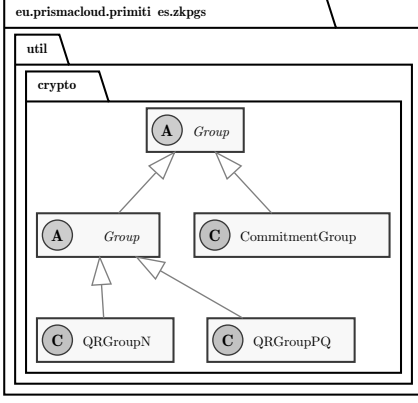 eu.prismacloud.primiti es.zkpgs
util
crypto
A Group
A Group
C CommitmentGroup
C QRGroupN
C QRGroupPQ